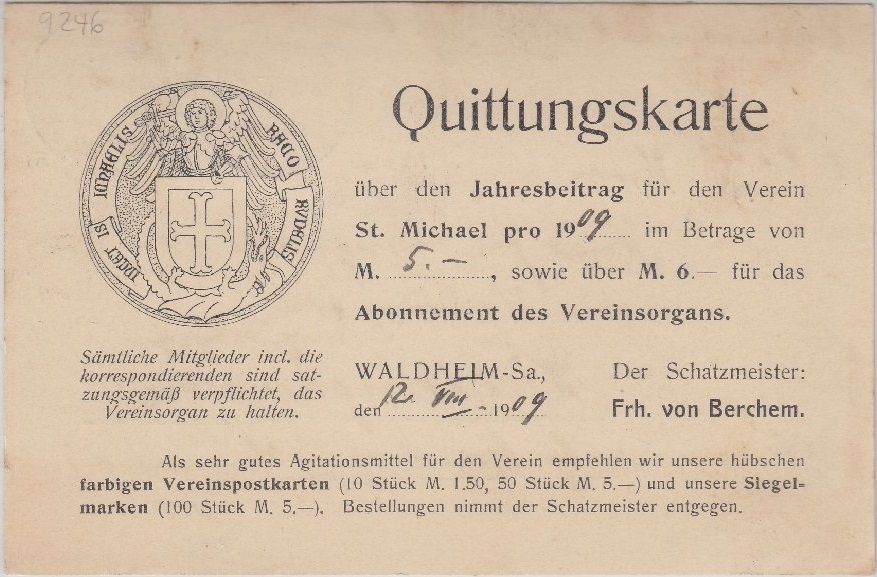 9246
Quittungskarte
über den Jahresbeitrag für den Verein
St. Michael pro 1909 im Betrage von
M. 5.–, sowie über M. 6.— für das
Abonnement des Vereinsorgans.
Sämtliche Mitglieder incl. die
korrespondierenden sind sat-
zungsgemäß verpflichtet, das
Vereinsorgan zu halten.
WALDHEIM-Sa.,
den 12. VIII. 1909
Der Schatzmeister:
Frh. von Berchem.
Als sehr gutes Agitationsmittel für den Verein empfehlen wir unsere hübschen
farbigen Vereinspostkarten (10 Stück M. 1.50, 50 Stück M. 5.—) und unsere Siegel-
marken (100 Stück M. 5.—). Bestellungen nimmt der Schatzmeister entgegen.